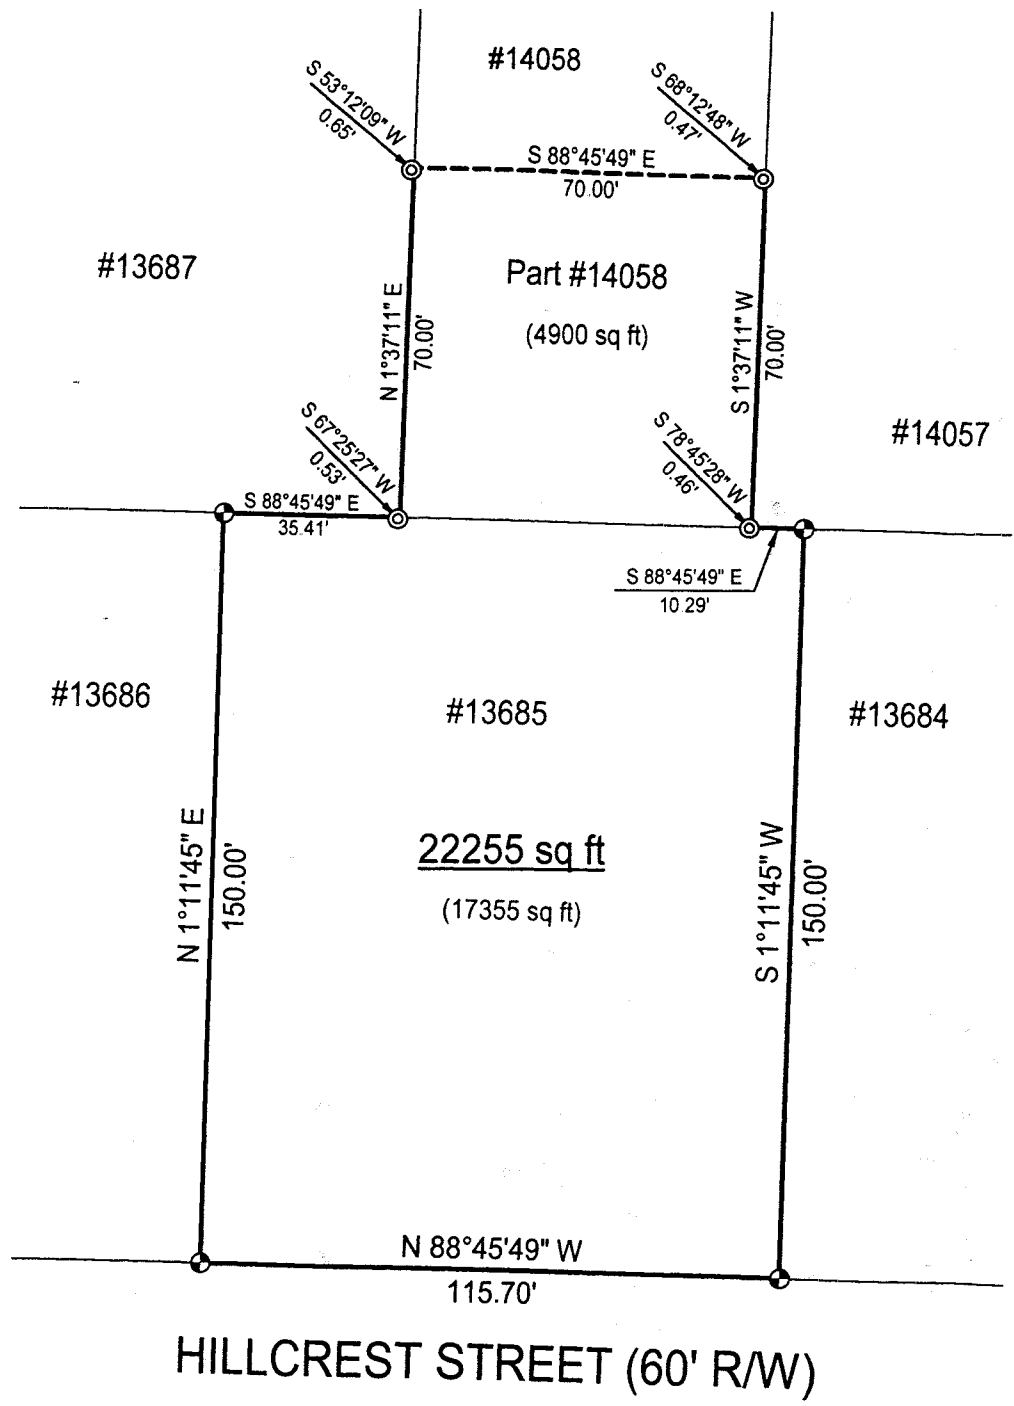 #14058
S 53°12'09" W
0.65'
S 68°12'48" W
0.47'
S 88°45'49" E
70.00'
#13687
Part #14058
(4900 sq ft)
N 1°37'11" E
70.00'
S 1°37'11" W
70.00'
S 67°25'27" W
0.53'
S 78°45'28" W
0.46'
#14057
S 88°45'49" E
35.41'
S 88°45'49" E
10.29'
#13686
#13685
#13684
22255 sq ft
(17355 sq ft)
N 1°11'45" E
150.00'
S 1°11'45" W
150.00'
N 88°45'49" W
115.70'
HILLCREST STREET (60' R/W)